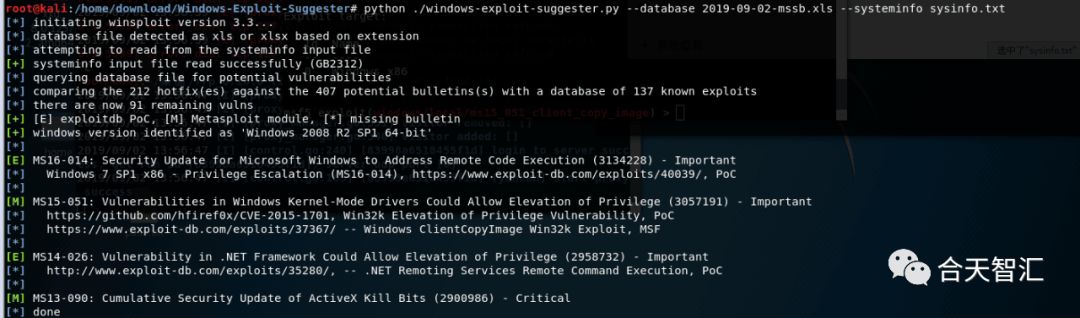 root@kali:/home/download/Windows-Exploit-Suggester# python ./windows-exploit-suggester.py --database 2019-09-02-mssb.xls --systeminfo sysinfo.txt
[*] initiating winsploit version 3.3...
[*] database file detected as xls or xlsx based on extension
[*] attempting to read from the systeminfo input file
[+] systeminfo input file read successfully (GB2312)
[*] querying database file for potential vulnerabilities
[*] comparing the 212 hotfix(es) against the 407 potential bulletins(s) with a database of 137 known exploits
[*] there are now 91 remaining vulns
[+] [E] exploitdb PoC, [M] Metasploit module, [*] missing bulletin
[+] windows version identified as 'Windows 2008 R2 SP1 64-bit'
[*]
[E] MS16-014: Security Update for Microsoft Windows to Address Remote Code Execution (3134228) - Important
[*]   Windows 7 SP1 x86 - Privilege Escalation (MS16-014), https://www.exploit-db.com/exploits/40039/, PoC
[*]
[M] MS15-051: Vulnerabilities in Windows Kernel-Mode Drivers Could Allow Elevation of Privilege (3057191) - Important
[*]   https://github.com/hfiref0x/CVE-2015-1701, Win32k Elevation of Privilege Vulnerability, PoC
[*]   https://www.exploit-db.com/exploits/37367/ -- Windows ClientCopyImage Win32k Exploit, MSF
[*]
[E] MS14-026: Vulnerability in .NET Framework Could Allow Elevation of Privilege (2958732) - Important
[*]   http://www.exploit-db.com/exploits/35280/, -- .NET Remoting Services Remote Command Execution, PoC
[*]
[M] MS13-090: Cumulative Security Update of ActiveX Kill Bits (2900986) - Critical
[*] done
合天智汇